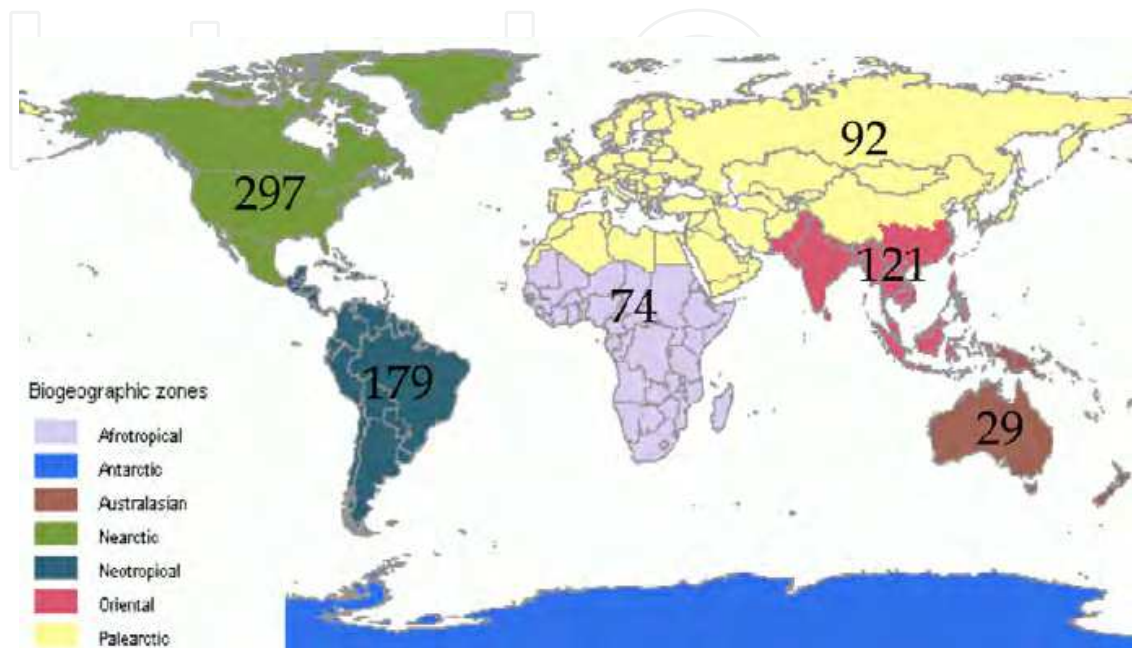 92
297
121
74
179
29
Biogeographic zones
Afrotropical
Antarctic
Australasian
Nearctic
Neotropical
Oriental
Palearctic